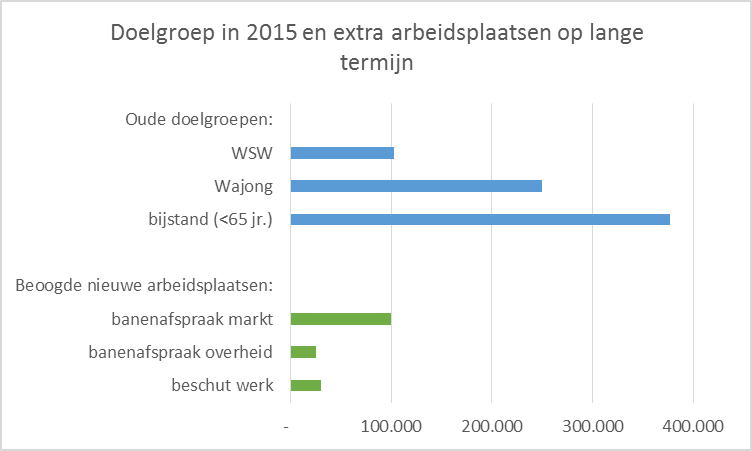 Doelgroep in 2015 en extra arbeidsplaatsen op lange
termijn
Oude doelgroepen:
WSW
Wajong
bijstand (<65 jr.)
Beoogde nieuwe arbeidsplaatsen:
banenafspraak markt
banenafspraak overheid
beschut werk
- 100.000 200.000 300.000 400.000